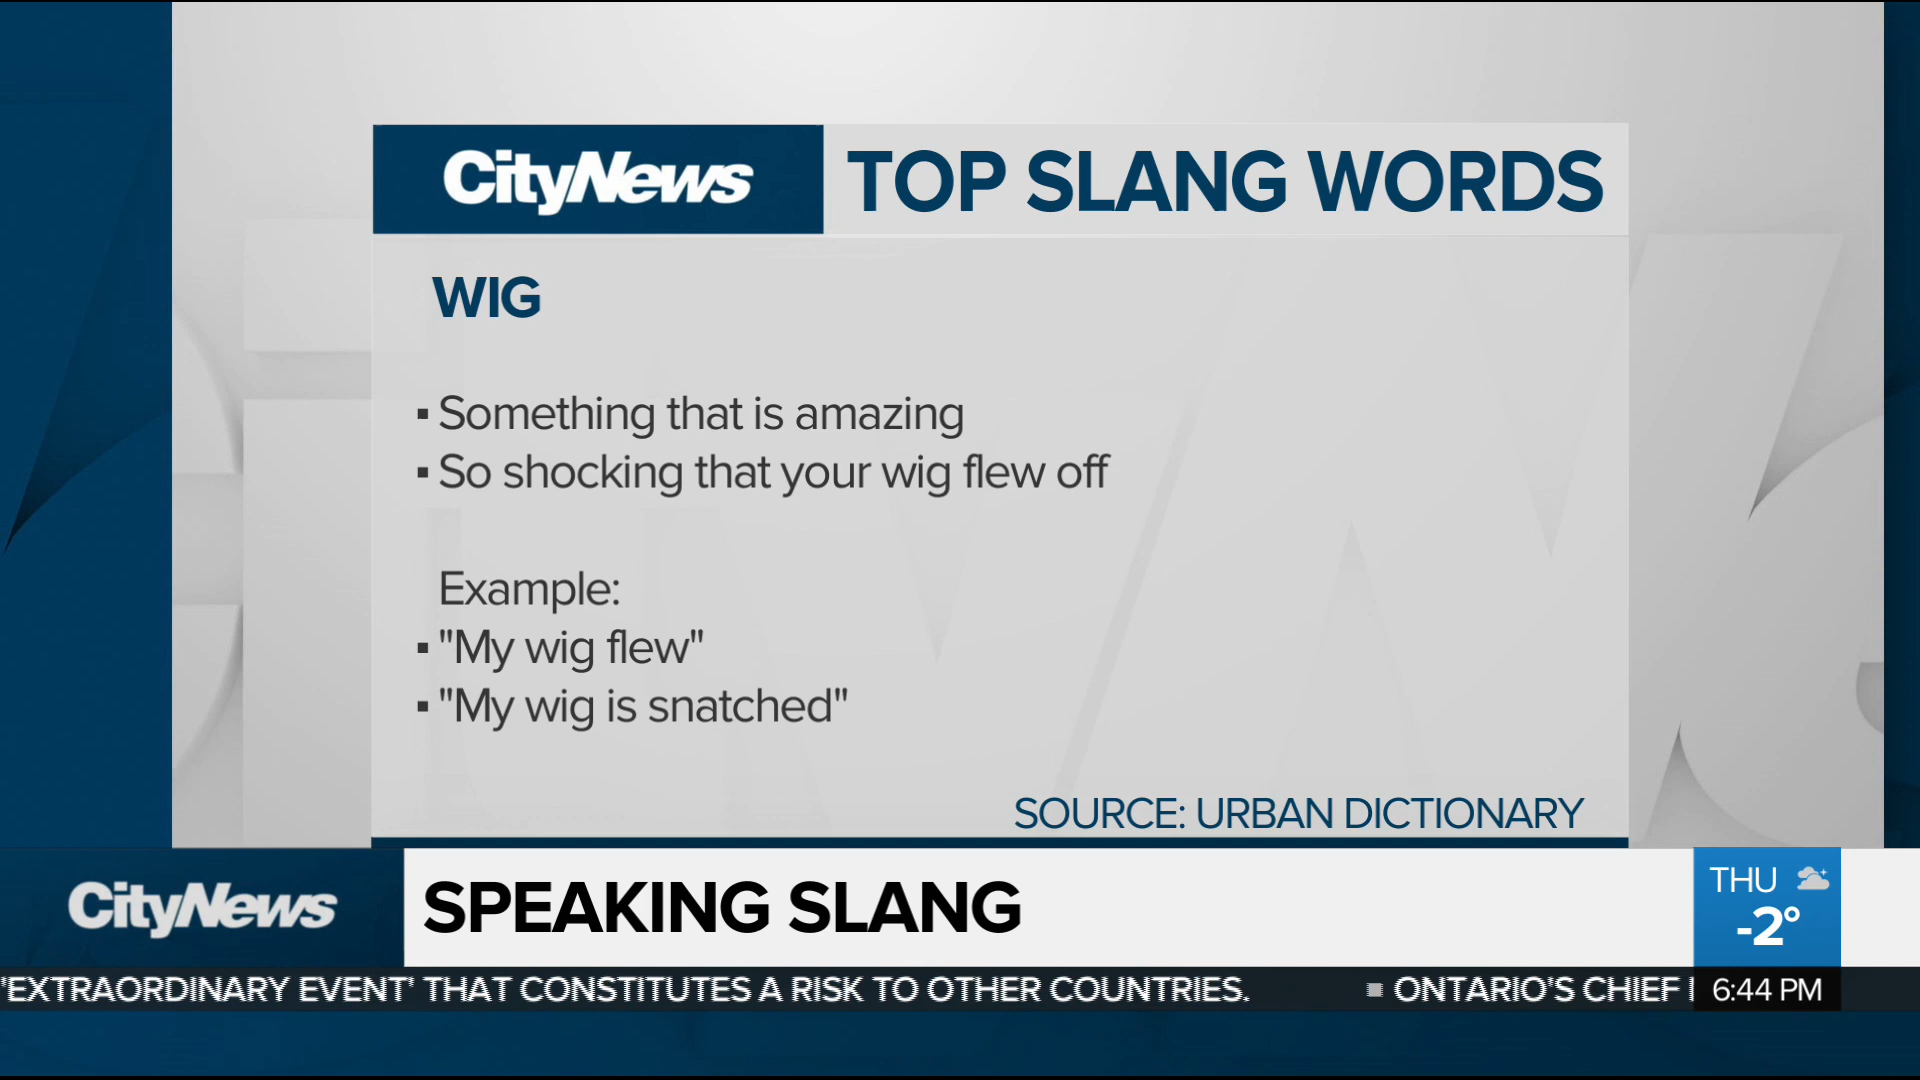 CityNews TOP SLANG WORDS
WIG
▪ Something that is amazing
▪ So shocking that your wig flew off
Example:
▪ "My wig flew"
▪ "My wig is snatched"
SOURCE: URBAN DICTIONARY
CityNews SPEAKING SLANG
THU
-2°
'EXTRAORDINARY EVENT' THAT CONSTITUTES A RISK TO OTHER COUNTRIES. ▪ ONTARIO'S CHIEF
6:44 PM